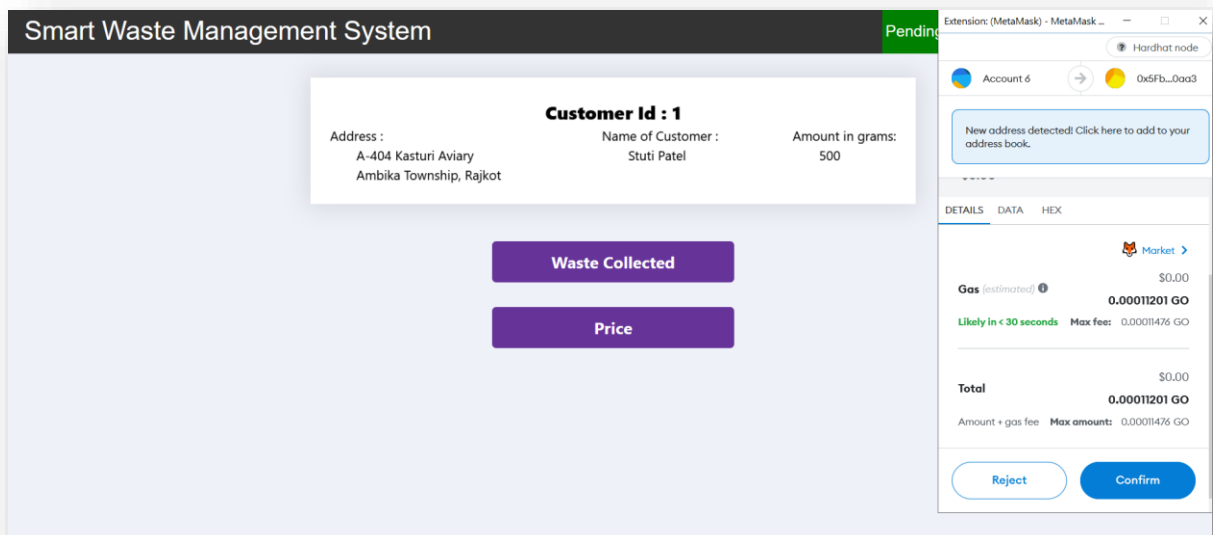 Smart Waste Management System
Pending
Customer Id : 1
Address :
Name of Customer :
Amount in grams:
A-404 Kasturi Aviary
Stuti Patel
500
Ambika Township, Rajkot
Waste Collected
Price
Extension: (MetaMask) - MetaMask ...
Hardhat node
Account 6
0x5Fb...0aa3
New address detected! Click here to add to your
address book.
DETAILS DATA HEX
Market >
$0.00
Gas (estimated)
0.00011201 GO
Likely in < 30 seconds Max fee: 0.00011476 GO
$0.00
Total
0.00011201 GO
Amount + gas fee Max amount: 0.00011476 GO
Reject
Confirm